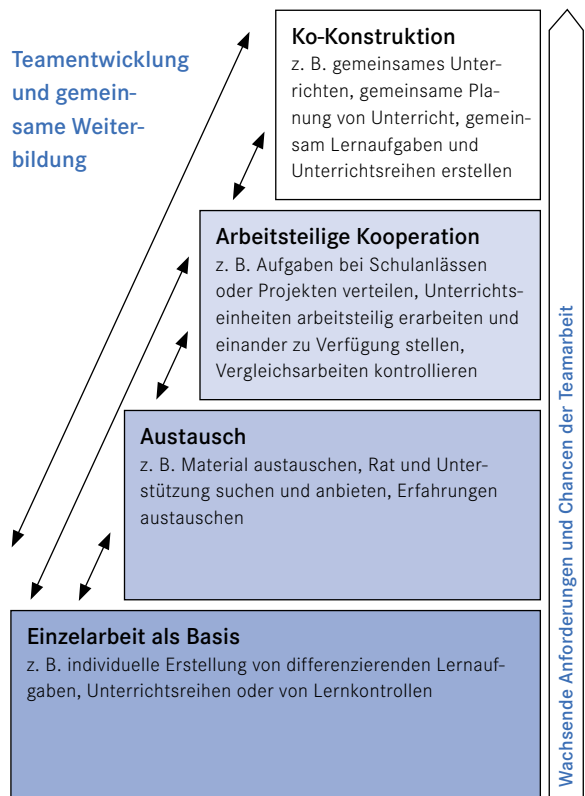 Teamentwicklung
und gemein-
same Weiter-
bildung
Ko-Konstruktion
z. B. gemeinsames Unter-
richten, gemeinsame Pla-
nung von Unterricht, gemein-
sam Lernaufgaben und
Unterrichtsreihen erstellen
Arbeitsteilige Kooperation
z. B. Aufgaben bei Schulanlässen
oder Projekten verteilen, Unterrichts-
einheiten arbeitsteilig erarbeiten und
einander zu Verfügung stellen,
Vergleichsarbeiten kontrollieren
Austausch
z. B. Material austauschen, Rat und Unter-
stützung suchen und anbieten, Erfahrungen
austauschen
Einzelarbeit als Basis
z. B. individuelle Erstellung von differenzierenden Lernauf-
gaben, Unterrichtsreihen oder von Lernkontrollen
Wachsende Anforderungen und Chancen der Teamarbeit